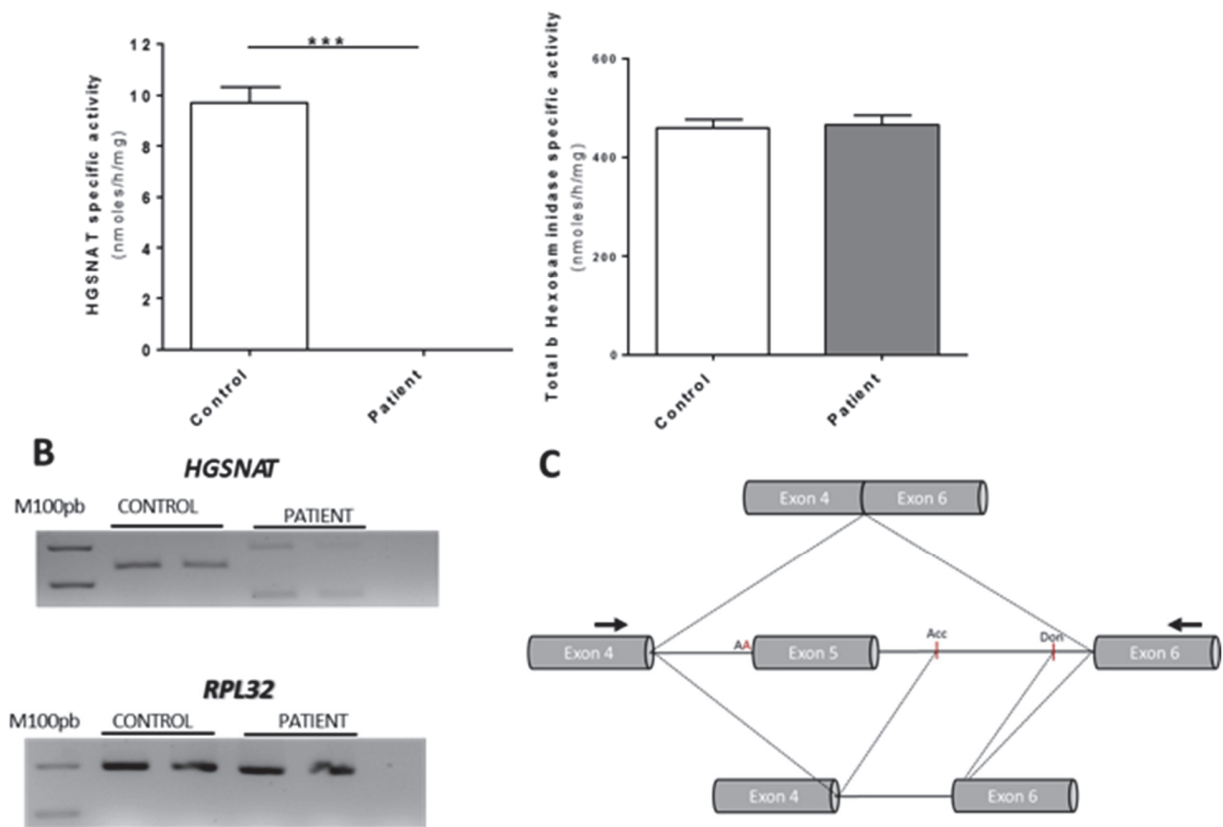 HGSNAT specific activity
(nmoles/h/mg)
12
10
8
6
4
2
0
***
Control
Patient
Total b Hexosaminidase specific activity
(nmoles/h/mg)
600
400
200
0
Control
Patient
B
HGSNAT
M100pb
CONTROL
PATIENT
RPL32
M100pb
CONTROL
PATIENT
C
Exon 4
Exon 6
Exon 4
AA
Exon 5
Acc
Don
Exon 6
Exon 4
Exon 6